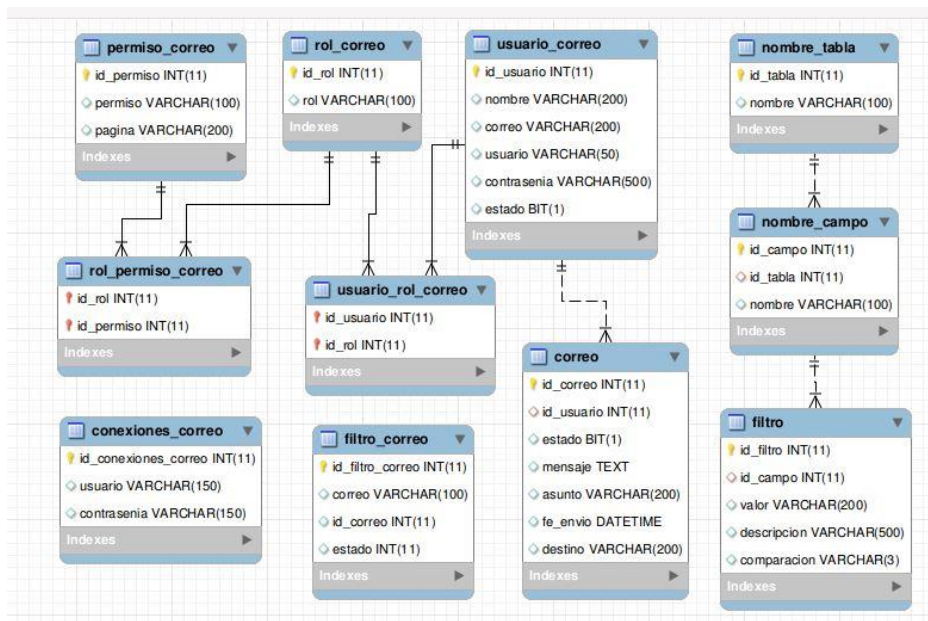 permiso_correo
id_permiso INT(11)
permiso VARCHAR(100)
pagina VARCHAR(200)
Indexes
rol_correo
id_rol INT(11)
rol VARCHAR(100)
Indexes
usuario_correo
id_usuario INT(11)
nombre VARCHAR(200)
correo VARCHAR(200)
usuario VARCHAR(50)
contrasenia VARCHAR(500)
estado BIT(1)
Indexes
nombre_tabla
id_tabla INT(11)
nombre VARCHAR(100)
Indexes
nombre_campo
id_campo INT(11)
id_tabla INT(11)
nombre VARCHAR(100)
Indexes
rol_permiso_correo
id_rol INT(11)
id_permiso INT(11)
Indexes
usuario_rol_correo
id_usuario INT(11)
id_rol INT(11)
Indexes
correo
id_correo INT(11)
id_usuario INT(11)
estado BIT(1)
mensaje TEXT
asunto VARCHAR(200)
fe_envio DATETIME
destino VARCHAR(200)
Indexes
filtro
id_filtro INT(11)
id_campo INT(11)
valor VARCHAR(200)
descripcion VARCHAR(500)
comparacion VARCHAR(3)
Indexes
conexiones_correo
id_conexiones_correo INT(11)
usuario VARCHAR(150)
contrasenia VARCHAR(150)
Indexes
filtro_correo
id_filtro_correo INT(11)
correo VARCHAR(100)
id_correo INT(11)
estado INT(11)
Indexes